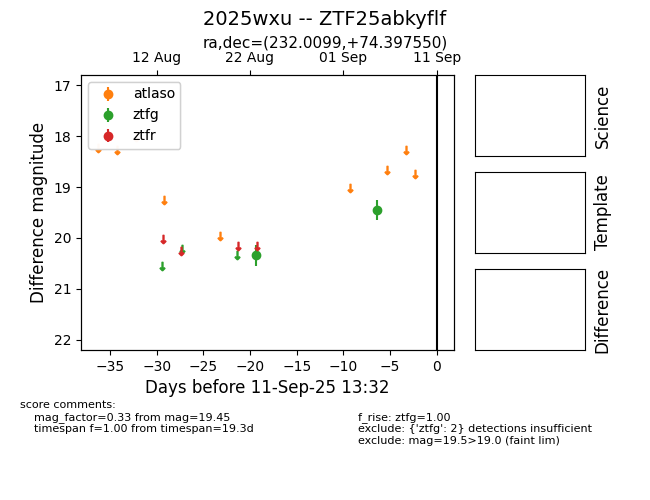 2025wxu -- ZTF25abkyflf
ra,dec=(232.0099,+74.397550)
12 Aug 22 Aug 01 Sep 11 Sep
atlaso
ztfg
ztfr
17
18
19
20
21
22
Difference magnitude
−35 −30 −25 −20 −15 −10 −5 0
Days before 11-Sep-25 13:32
Science
Template
Difference
score comments:
mag_factor=0.33 from mag=19.45
timespan f=1.00 from timespan=19.3d
f_rise: ztfg=1.00
exclude: {'ztfg': 2} detections insufficient
exclude: mag=19.5>19.0 (faint lim)